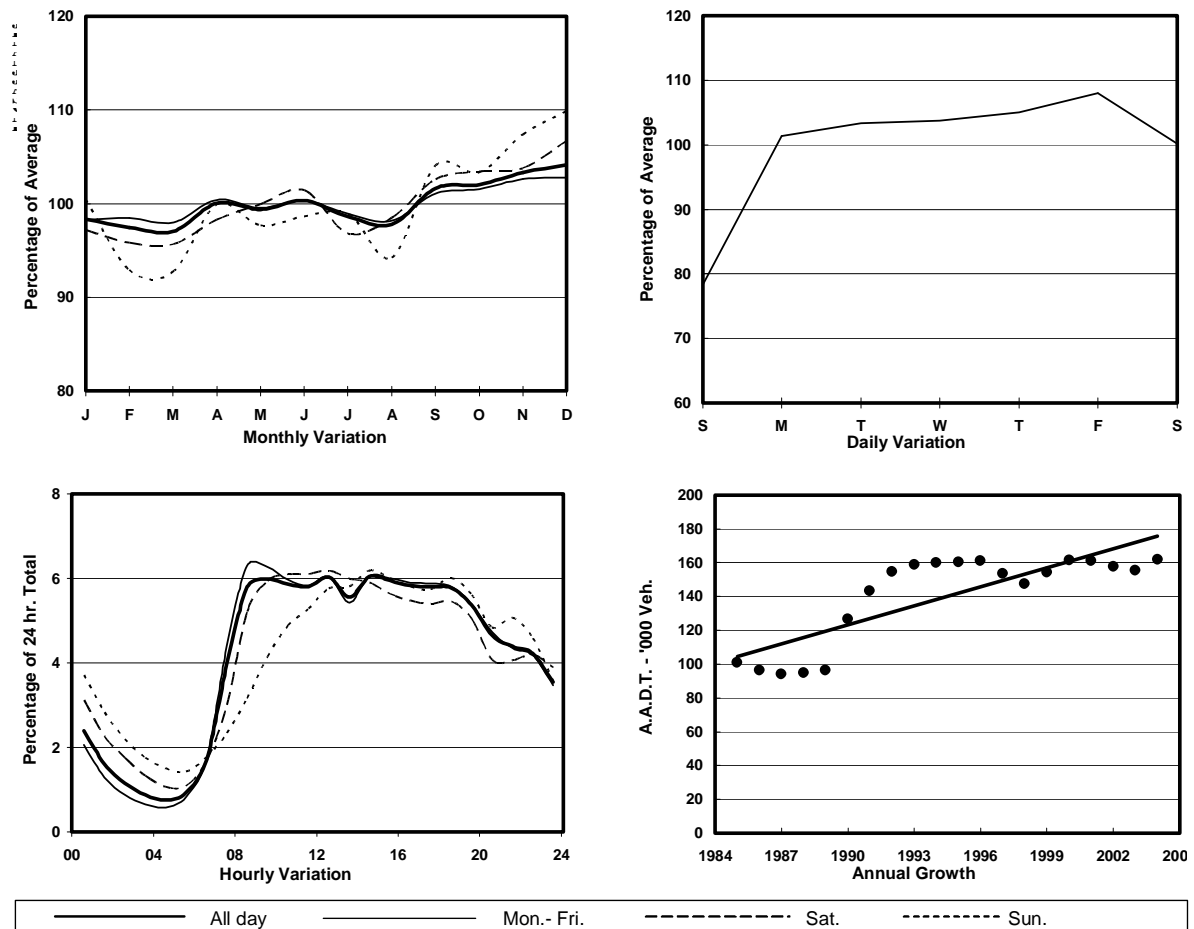 120
110
100
90
80
Percentage of Average
J F M A M J J A S O N D
Monthly Variation
120
110
100
90
80
70
60
Percentage of Average
S M T W T F S
Daily Variation
8
6
4
2
0
Percentage of 24 hr. Total
00 04 08 12 16 20 24
Hourly Variation
200
180
160
140
120
100
80
60
40
20
0
A.A.D.T. - '000 Veh.
1984 1987 1990 1993 1996 1999 2002 200
Annual Growth
All day Mon.- Fri. Sat. Sun.